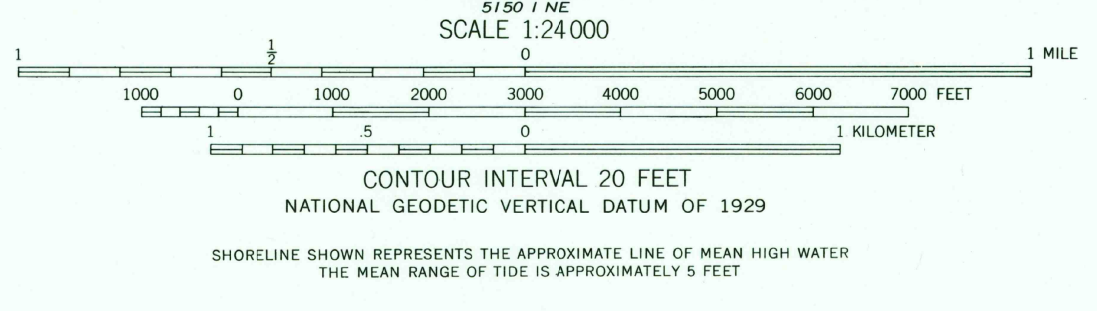 5150 I NE
SCALE 1:24 000
1 1/2 0 1 MILE
1000 0 1000 2000 3000 4000 5000 6000 7000 FEET
1 .5 0 1 KILOMETER
CONTOUR INTERVAL 20 FEET
NATIONAL GEODETIC VERTICAL DATUM OF 1929
SHORELINE SHOWN REPRESENTS THE APPROXIMATE LINE OF MEAN HIGH WATER
THE MEAN RANGE OF TIDE IS APPROXIMATELY 5 FEET